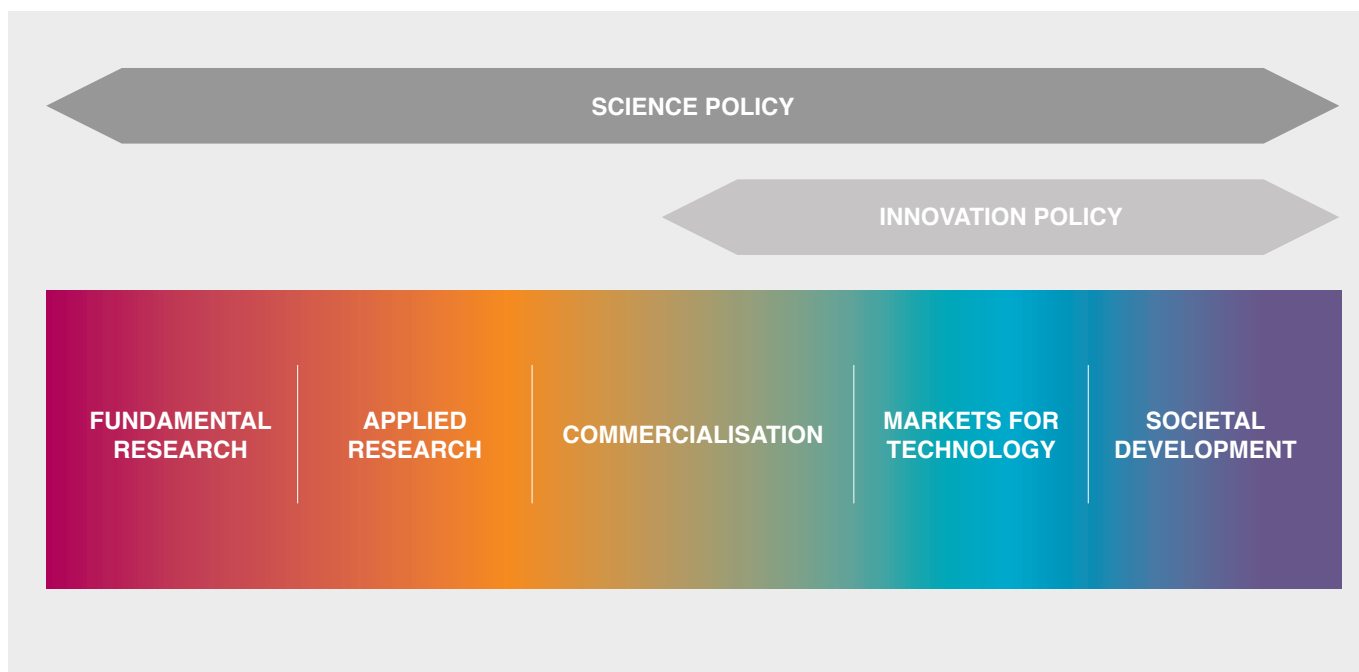 SCIENCE POLICY
INNOVATION POLICY
FUNDAMENTAL
RESEARCH
APPLIED
RESEARCH
COMMERCIALISATION
MARKETS FOR
TECHNOLOGY
SOCIETAL
DEVELOPMENT